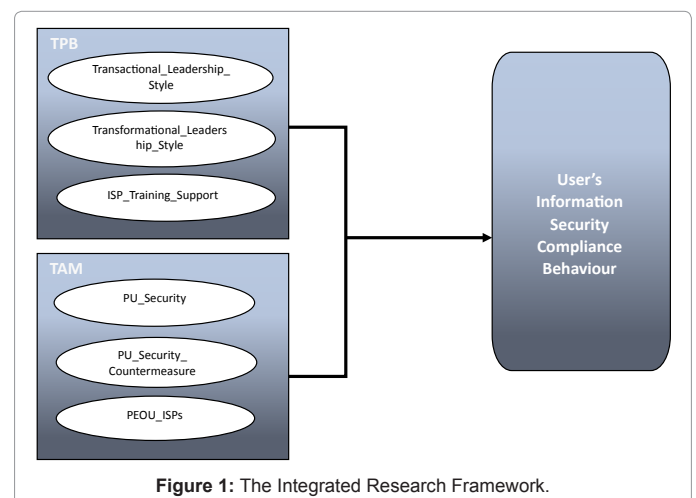 TPB
Transactional_Leadership_
Style
Transformational_Leaders
hip_Style
ISP_Training_Support
TAM
PU_Security
PU_Security_
Countermeasure
PEOU_ISPs
User's
Information
Security
Compliance
Behaviour
Figure 1: The Integrated Research Framework.